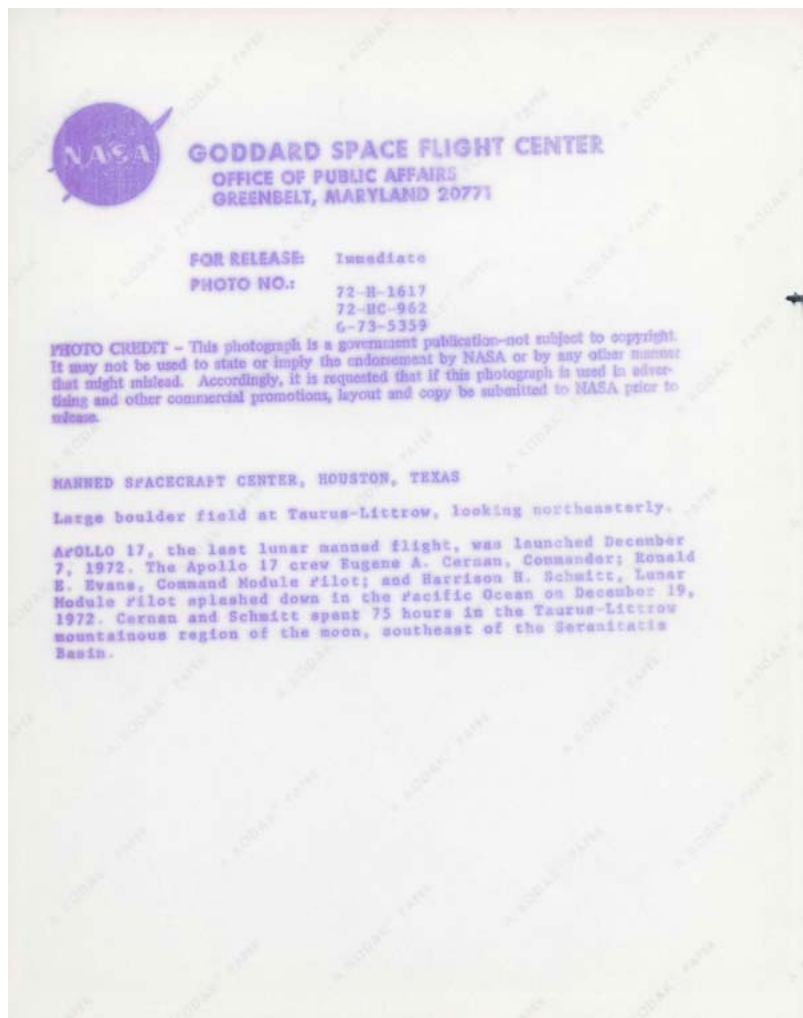 NASA
GODDARD SPACE FLIGHT CENTER
OFFICE OF PUBLIC AFFAIRS
GREENBELT, MARYLAND 20771
FOR RELEASE: Immediate
PHOTO NO.: 72-H-1617
72-HC-962
G-73-5359
PHOTO CREDIT – This photograph is a government publication–not subject to copyright.
It may not be used to state or imply the endorsement by NASA or by any other manner
that might mislead. Accordingly, it is requested that if this photograph is used in adver-
tising and other commercial promotions, layout and copy be submitted to NASA prior to
release.
MANNED SPACECRAFT CENTER, HOUSTON, TEXAS
Large boulder field at Taurus-Littrow, looking northeasterly.
APOLLO 17, the last lunar manned flight, was launched December
7, 1972. The Apollo 17 crew Eugene A. Cernan, Commander; Ronald
E. Evans, Command Module Pilot; and Harrison H. Schmitt, Lunar
Module Pilot splashed down in the Pacific Ocean on December 19,
1972. Cernan and Schmitt spent 75 hours in the Taurus-Littrow
mountainous region of the moon, southeast of the Serenitatis
Basin.
A KODAK PAPER